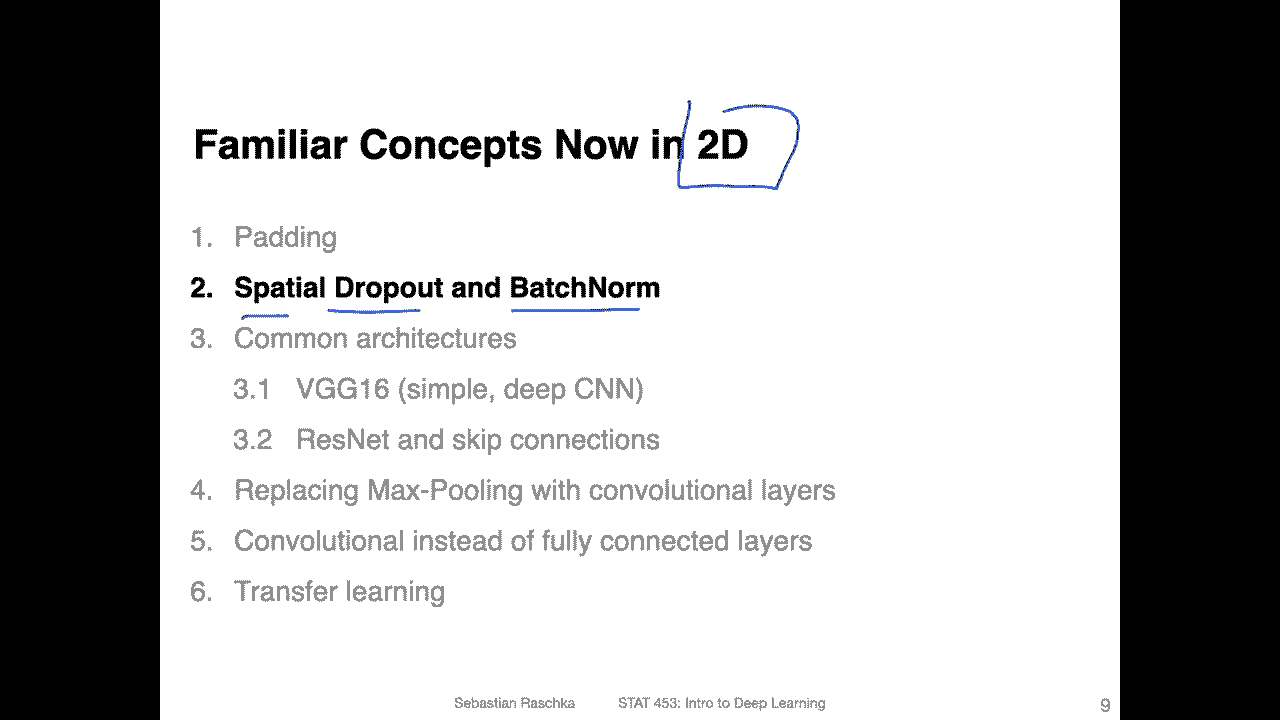 Familiar Concepts Now in 2D
1. Padding
2. Spatial Dropout and BatchNorm
3. Common architectures
3.1 VGG16 (simple, deep CNN)
3.2 ResNet and skip connections
4. Replacing Max-Pooling with convolutional layers
5. Convolutional instead of fully connected layers
6. Transfer learning
Sebastian Raschka STAT 453: Intro to Deep Learning 9